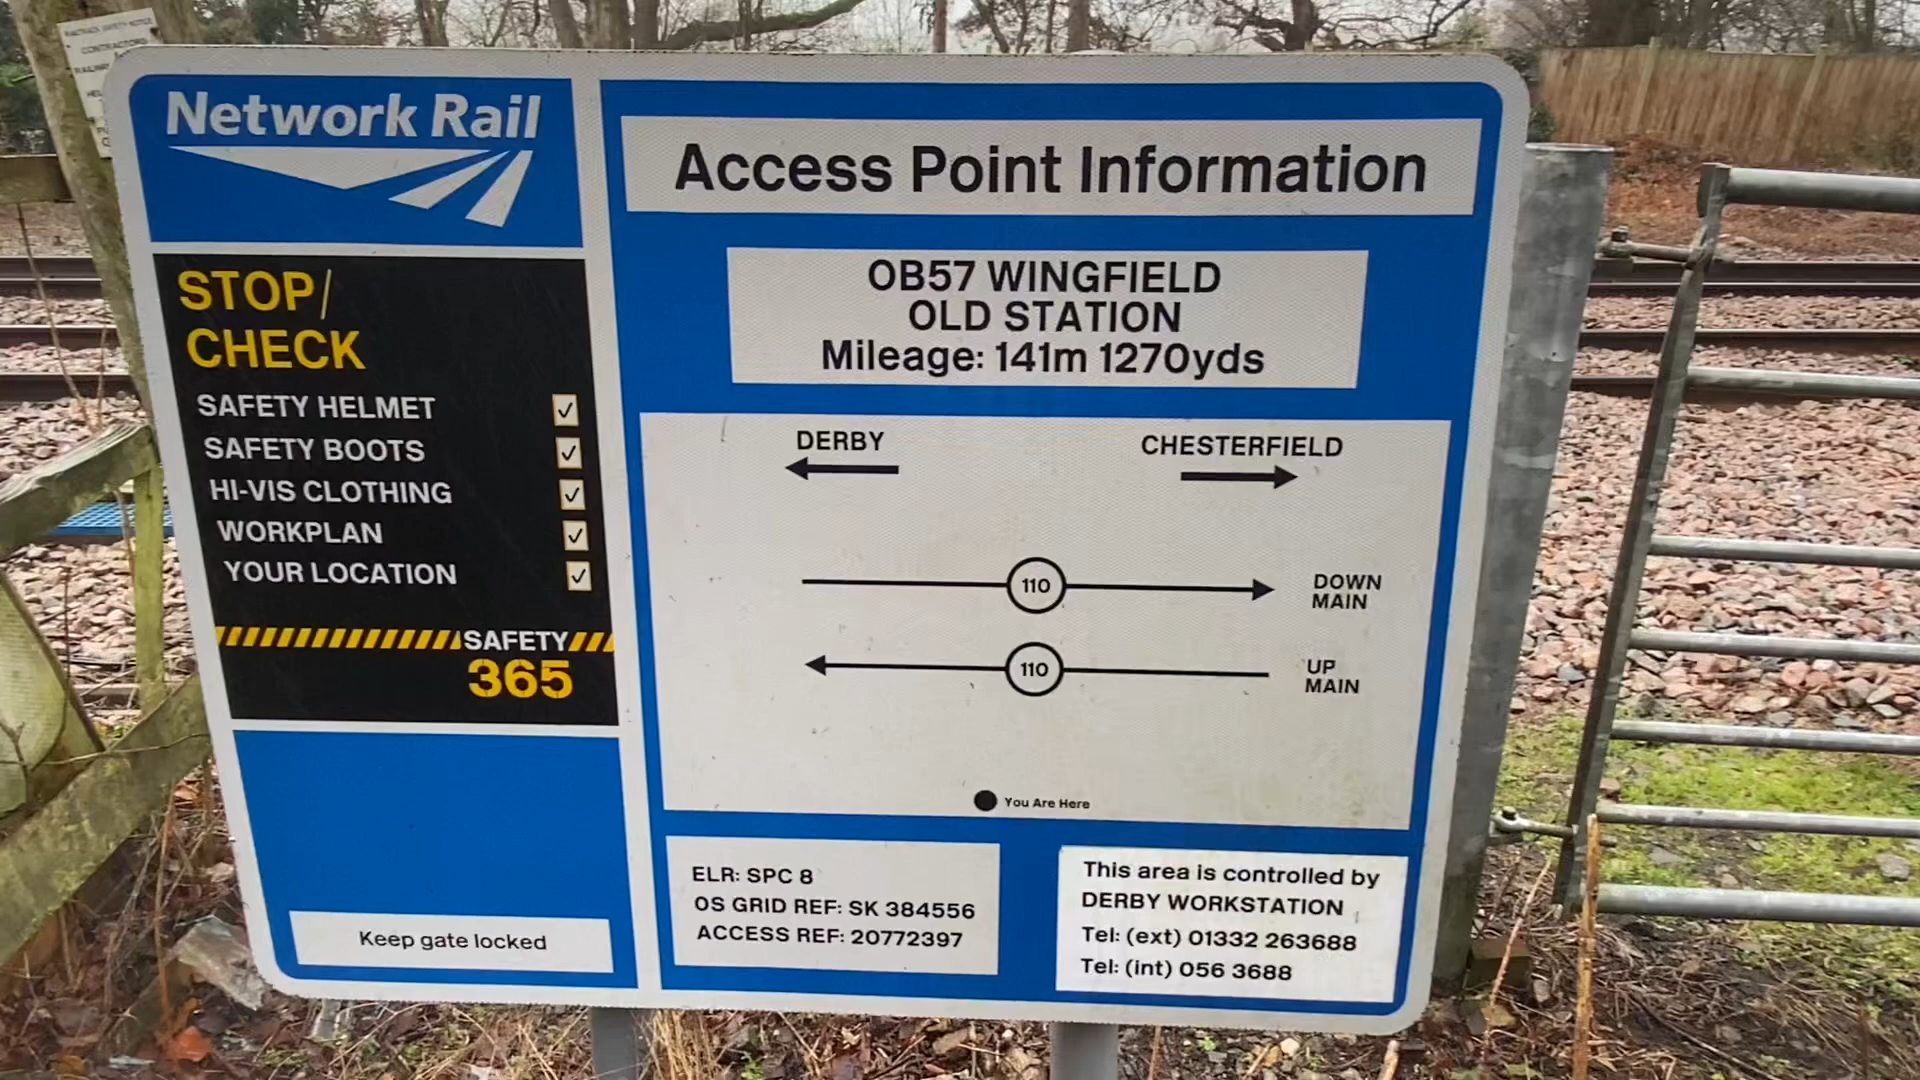 CONTRACTORS
Network Rail
STOP/
CHECK
SAFETY HELMET
SAFETY BOOTS
HI-VIS CLOTHING
WORKPLAN
YOUR LOCATION
SAFETY
365
Keep gate locked
Access Point Information
OB57 WINGFIELD
OLD STATION
Mileage: 141m 1270yds
DERBY
CHESTERFIELD
110
DOWN
MAIN
110
UP
MAIN
You Are Here
ELR: SPC 8
OS GRID REF: SK 384556
ACCESS REF: 20772397
This area is controlled by
DERBY WORKSTATION
Tel: (ext) 01332 263688
Tel: (int) 056 3688